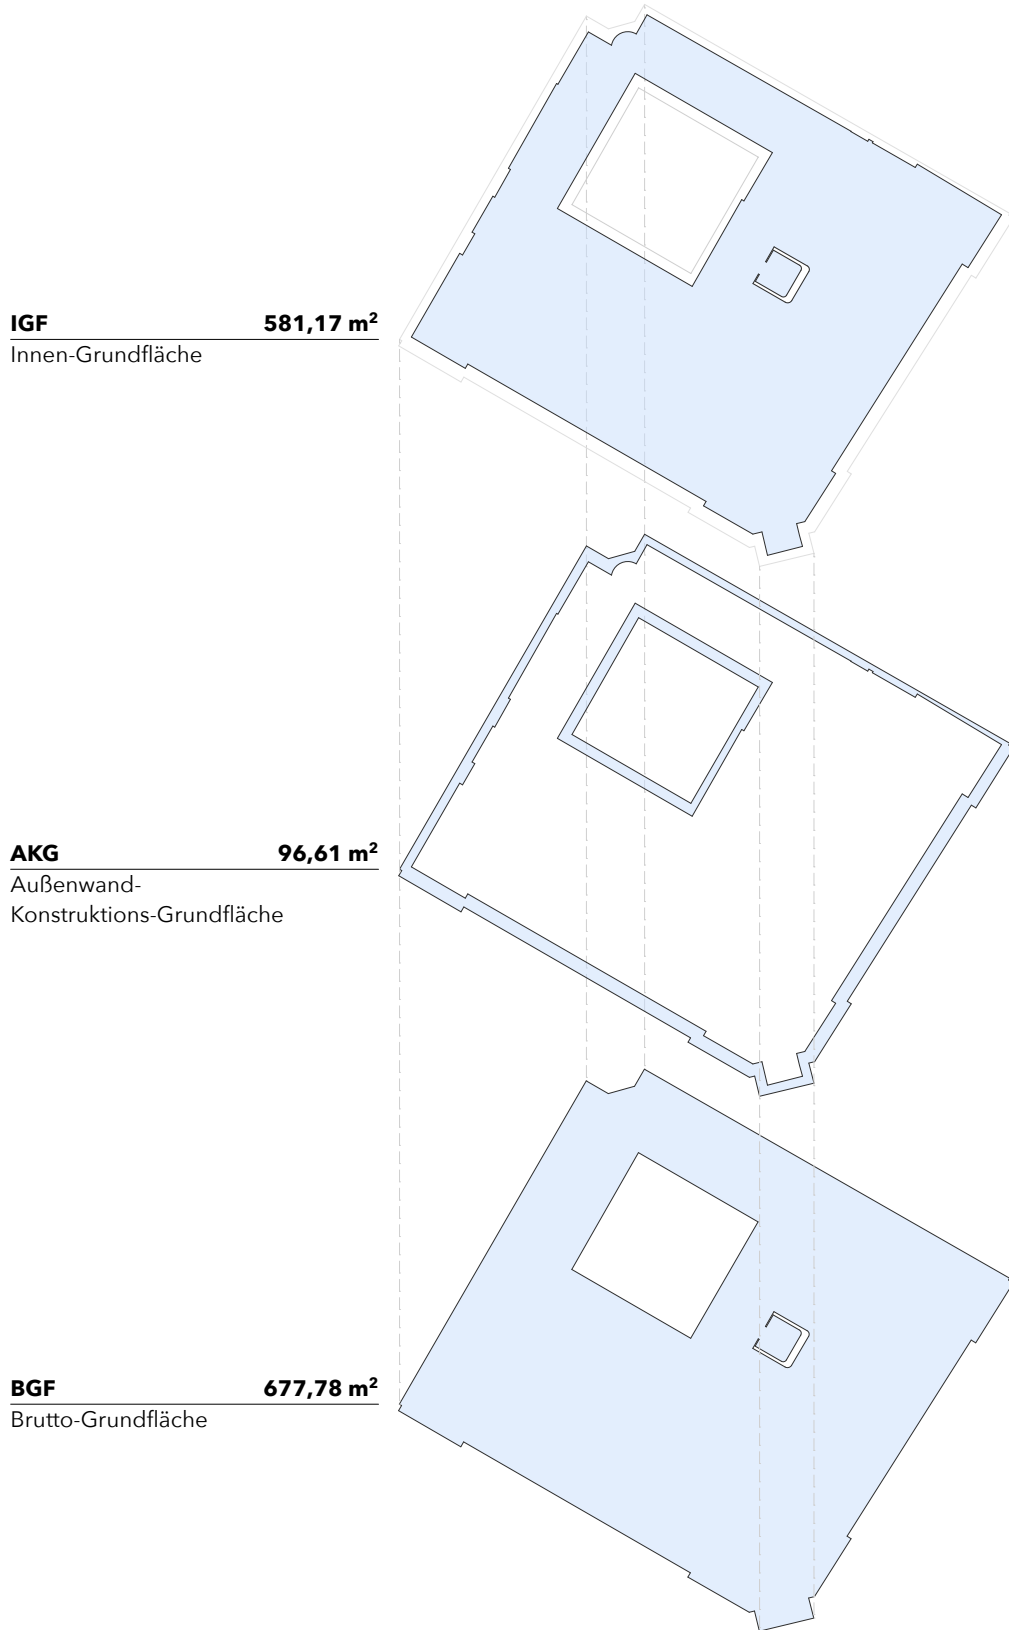 IGF 581,17 m²
Innen-Grundfläche
AKG 96,61 m²
Außenwand-
Konstruktions-Grundfläche
BGF 677,78 m²
Brutto-Grundfläche